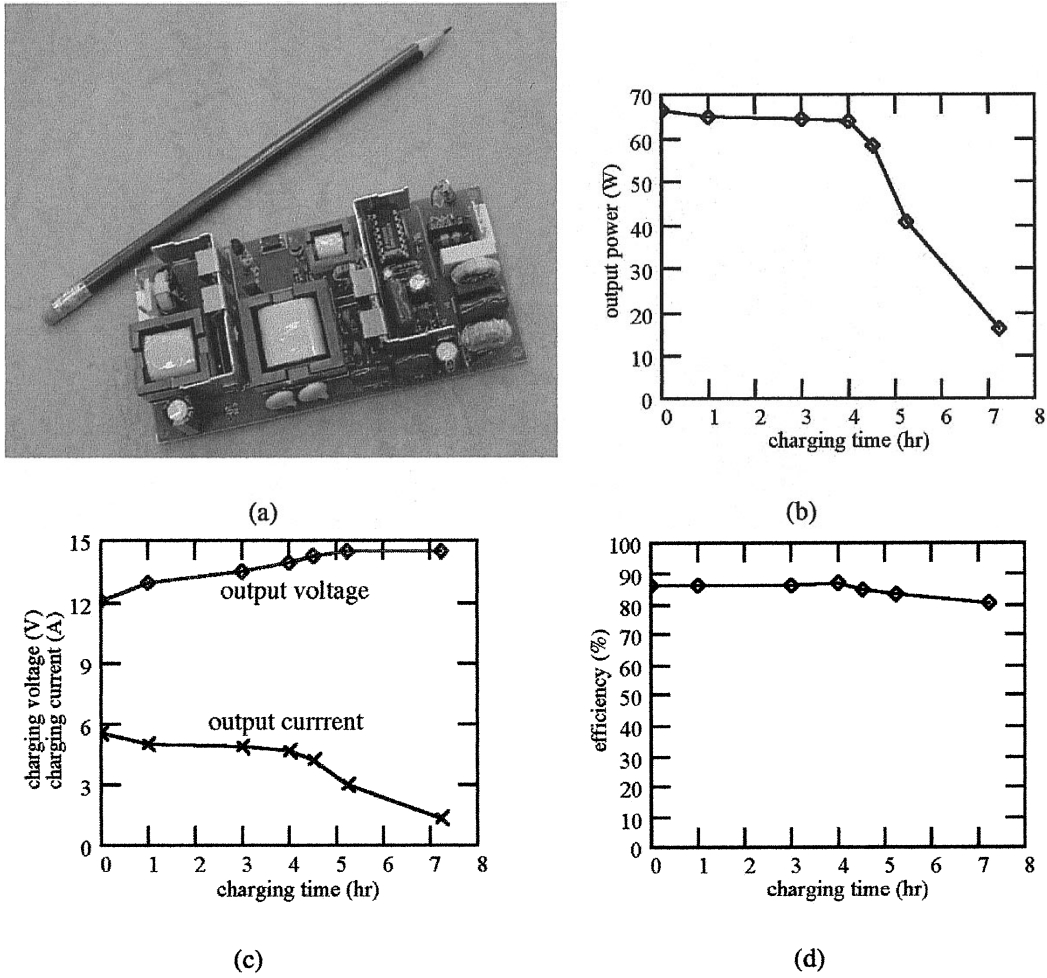 70
60
50
40
30
20
10
0
output power (W)
0 1 2 3 4 5 6 7 8
charging time (hr)
(a)
(b)
15
12
9
6
3
0
charging voltage (V)
charging current (A)
output voltage
output currrent
0 1 2 3 4 5 6 7 8
charging time (hr)
100
90
80
70
60
50
40
30
20
10
0
efficiency (%)
0 1 2 3 4 5 6 7 8
charging time (hr)
(c)
(d)